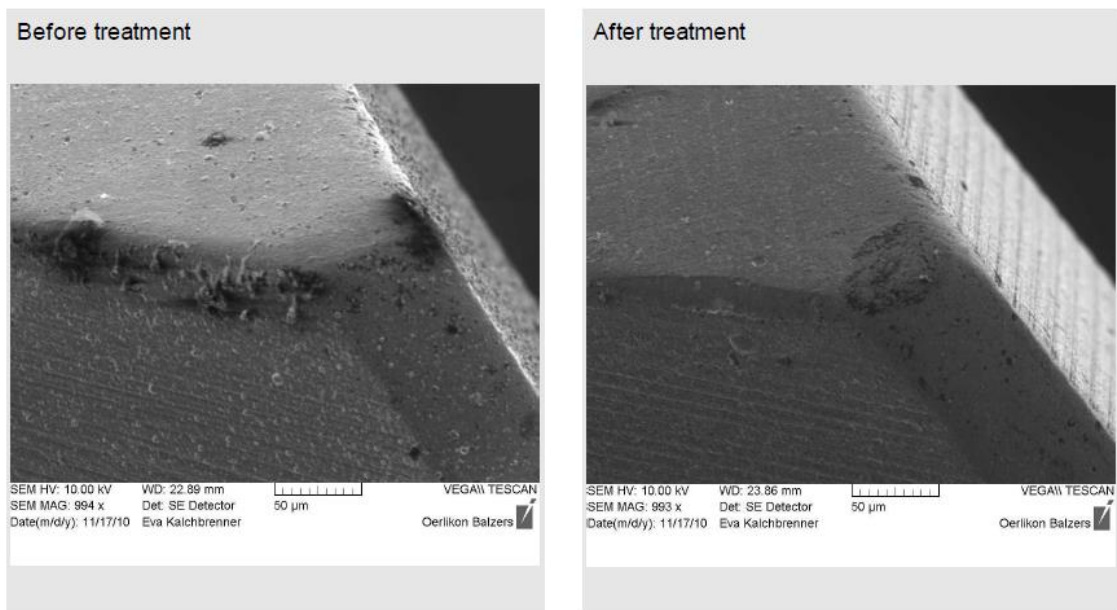 Before treatment
SEM HV: 10.00 kV WD: 22.89 mm VEGA\\ TESCAN
SEM MAG: 994 x Det: SE Detector 50 µm
Date(m/d/y): 11/17/10 Eva Kalchbrenner Oerlikon Balzers
After treatment
SEM HV: 10.00 kV WD: 23.86 mm VEGA\\ TESCAN
SEM MAG: 993 x Det: SE Detector 50 µm
Date(m/d/y): 11/17/10 Eva Kalchbrenner Oerlikon Balzers